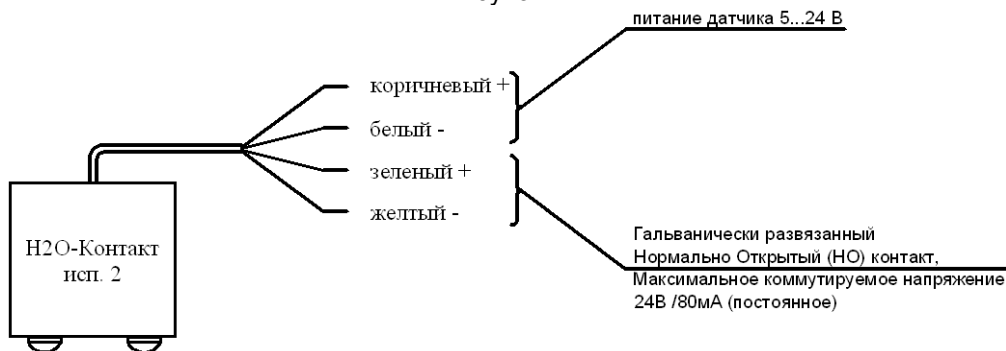 питание датчика 5...24 В
коричневый +
белый -
зеленый +
желтый -
Н2О-Контакт
исп. 2
Гальванически развязанный
Нормально Открытый (НО) контакт,
Максимальное коммутируемое напряжение
24В /80мА (постоянное)